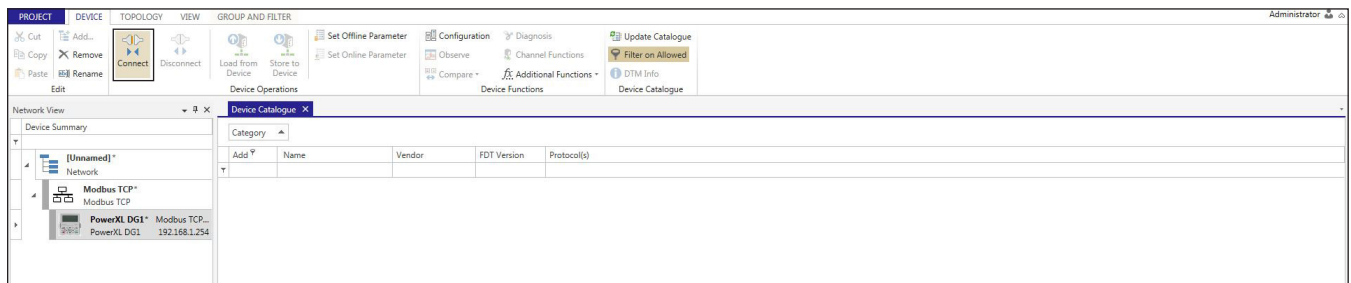 PROJECT DEVICE TOPOLOGY VIEW GROUP AND FILTER Administrator
Cut Add... Set Offline Parameter Configuration Diagnosis Update Catalogue
Copy Remove Connect Disconnect Load from Device Store to Device Set Online Parameter Observe Channel Functions Filter on Allowed
Paste Rename Compare fx Additional Functions DTM Info
Edit Device Operations Device Functions Device Catalogue
Network View Device Catalogue
Device Summary Category
Add Name Vendor FDT Version Protocol(s)
[Unnamed]*
Network
Modbus TCP*
Modbus TCP
PowerXL DG1* Modbus TCP...
PowerXL DG1 192.168.1.254